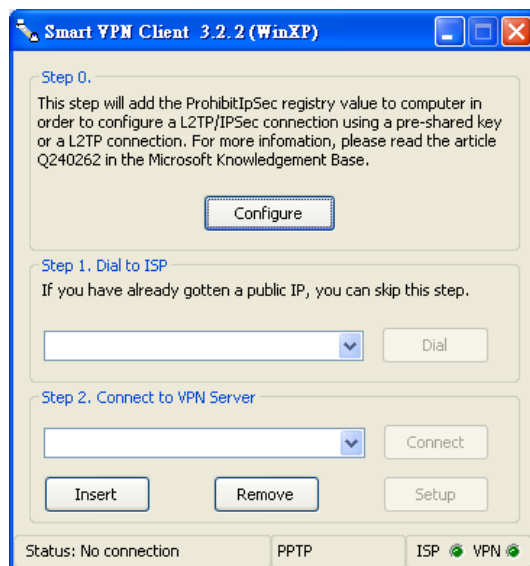 Smart VPN Client 3.2.2 (WinXP)
Step 0.
This step will add the ProhibitIpSec registry value to computer in
order to configure a L2TP/IPSec connection using a pre-shared key
or a L2TP connection. For more infomation, please read the article
Q240262 in the Microsoft Knowledgement Base.
Configure
Step 1. Dial to ISP
If you have already gotten a public IP, you can skip this step.
Dial
Step 2. Connect to VPN Server
Connect
Insert
Remove
Setup
Status: No connection
PPTP
ISP
VPN